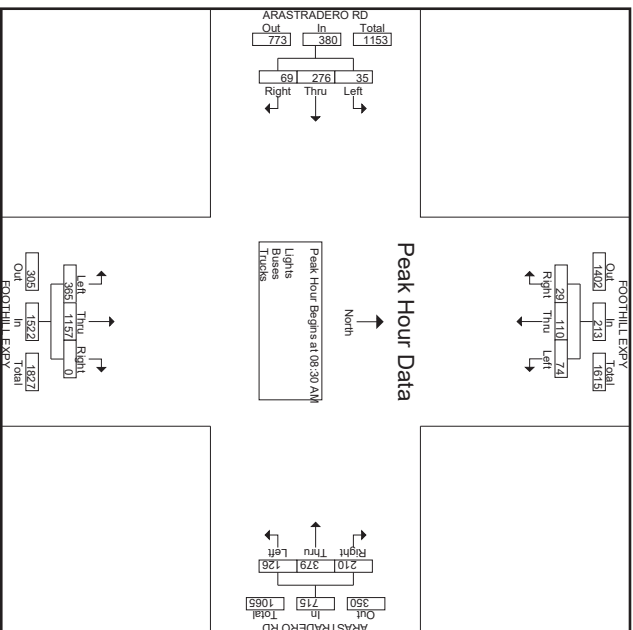 ARASTRADERO RD
Out In Total
773 380 1153
69 276 35
Right Thru Left
FOOTHILL EXPY
Out In Total
305 1522 1827
Left Thru Right
365 1157 0
Peak Hour Data
North
Peak Hour Begins at 08:30 AM
Lights
Buses
Trucks
FOOTHILL EXPY
Out In Total
1402 213 1615
29 110 74
Right Thru Left
Right Thru Left
210 379 126
350 715 1065
Out In Total
ARASTRADERO RD